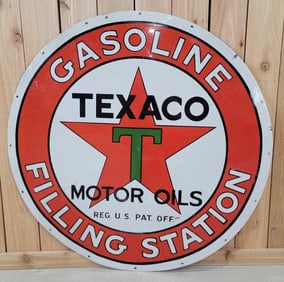 GASOLINE
TEXACO
T
MOTOR OILS
REG. U.S. PAT. OFF.
FILLING STATION